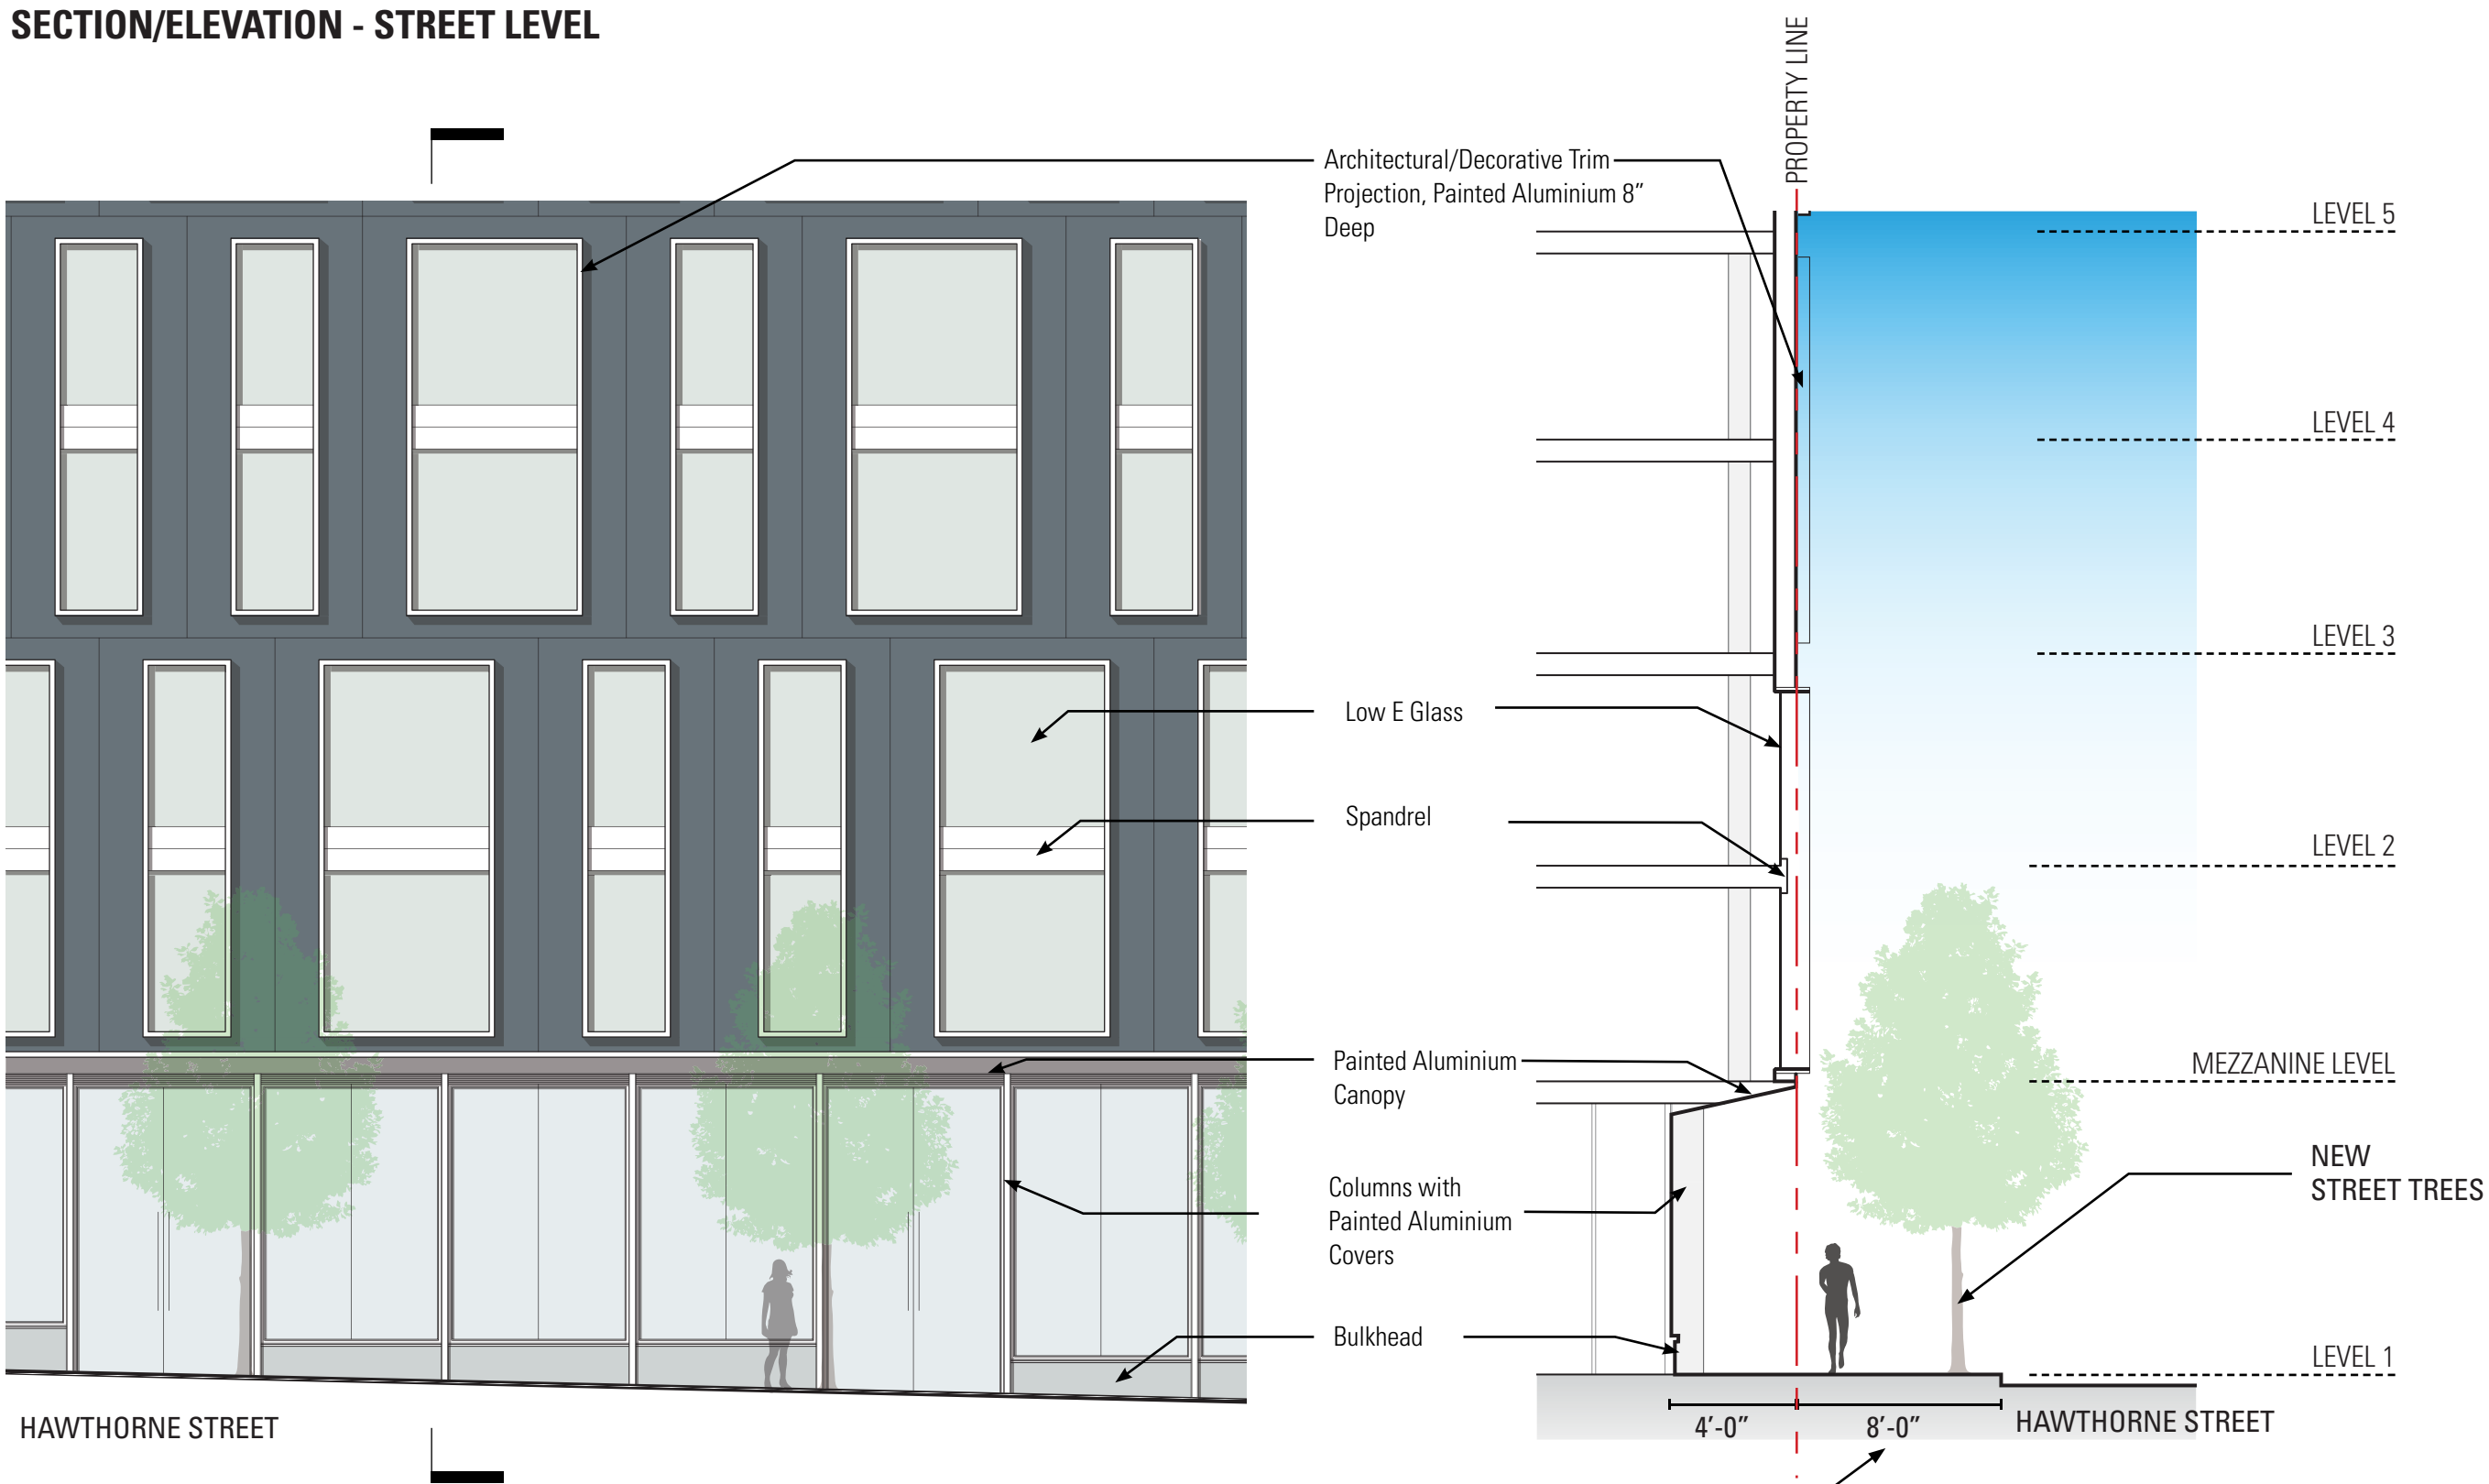 SECTION/ELEVATION - STREET LEVEL
PROPERTY LINE
Architectural/Decorative Trim
Projection, Painted Aluminium 8”
Deep
LEVEL 5
LEVEL 4
LEVEL 3
Low E Glass
Spandrel
LEVEL 2
Painted Aluminium
Canopy
MEZZANINE LEVEL
NEW
STREET TREES
Columns with
Painted Aluminium
Covers
Bulkhead
LEVEL 1
HAWTHORNE STREET
4’-0”
8’-0”
HAWTHORNE STREET